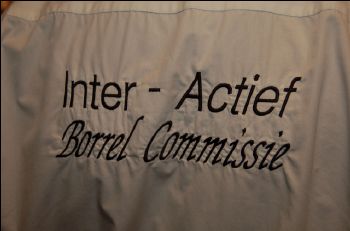 Inter - Actief
Borrel Commissie